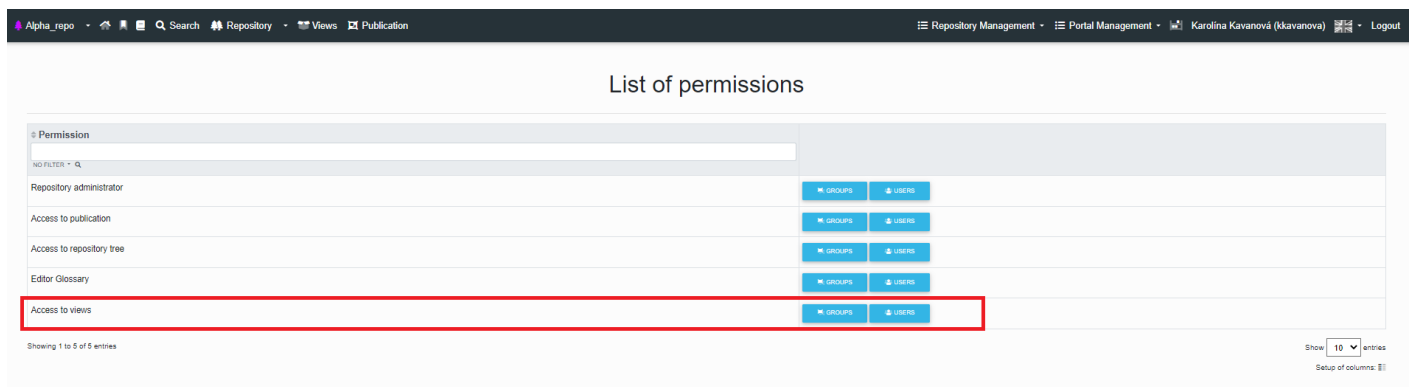 Alpha_repo Search Repository Views Publication Repository Management Portal Management Karolína Kavanová (kkavanova) Logout
List of permissions
Permission
NO FILTER
Repository administrator GROUPS USERS
Access to publication GROUPS USERS
Access to repository tree GROUPS USERS
Editor Glossary GROUPS USERS
Access to views GROUPS USERS
Showing 1 to 5 of 5 entries Show 10 entries
Setup of columns: